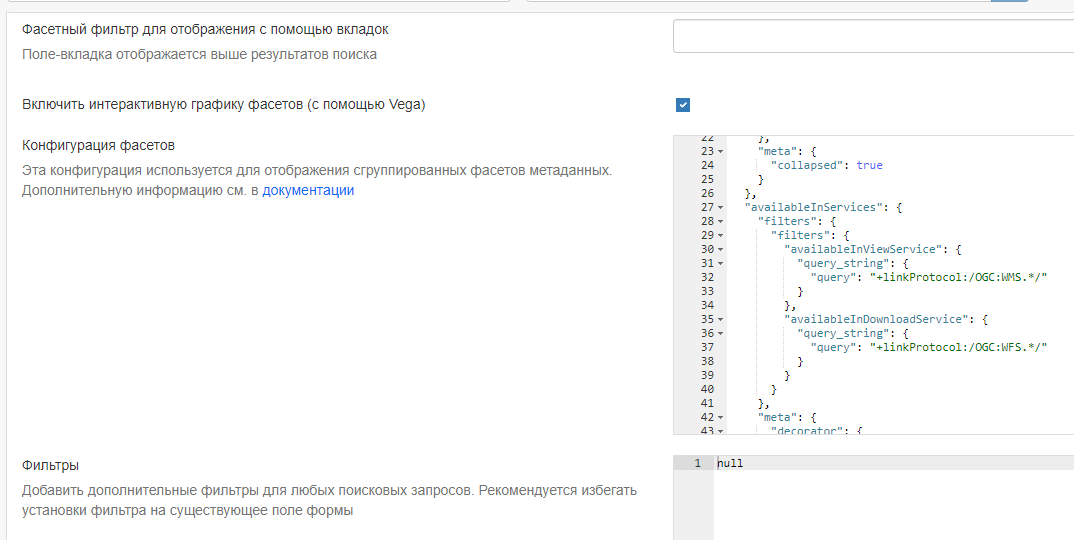 Фасетный фильтр для отображения с помощью вкладок
Поле-вкладка отображается выше результатов поиска
Включить интерактивную графику фасетов (с помощью Vega)
Конфигурация фасетов
Эта конфигурация используется для отображения сгруппированных фасетов метаданных.
Дополнительную информацию см. в документации
22 },
23 "meta": {
24 "collapsed": true
25 }
26 },
27 "availableInServices": {
28 "filters": {
29 "filters": {
30 "availableInViewService": {
31 "query_string": {
32 "query": "+linkProtocol:/OGC:WMS.*/"
33 }
34 },
35 "availableInDownloadService": {
36 "query_string": {
37 "query": "+linkProtocol:/OGC:WFS.*/"
38 }
39 }
40 }
41 },
42 "meta": {
43 "decorator": {
Фильтры
Добавить дополнительные фильтры для любых поисковых запросов. Рекомендуется избегать
установки фильтра на существующее поле формы
1 null